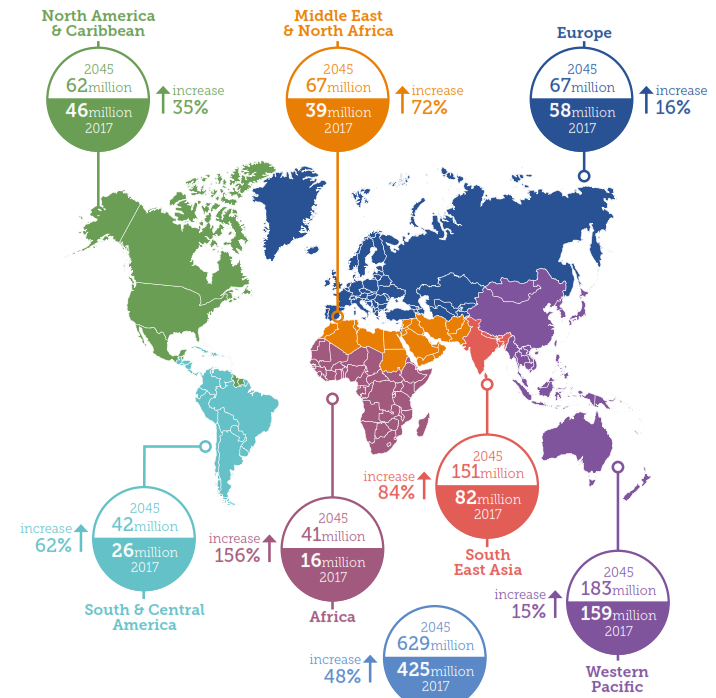 North America
& Caribbean
2045
62million
46million
2017
increase
35%
Middle East
& North Africa
2045
67million
39million
2017
increase
72%
Europe
2045
67million
58million
2017
increase
16%
increase
62%
2045
42million
26million
2017
South & Central
America
increase
156%
2045
41million
16million
2017
Africa
increase
84%
2045
151million
82million
2017
South
East Asia
increase
15%
2045
183million
159million
2017
Western
Pacific
increase
48%
2045
629million
425million
2017